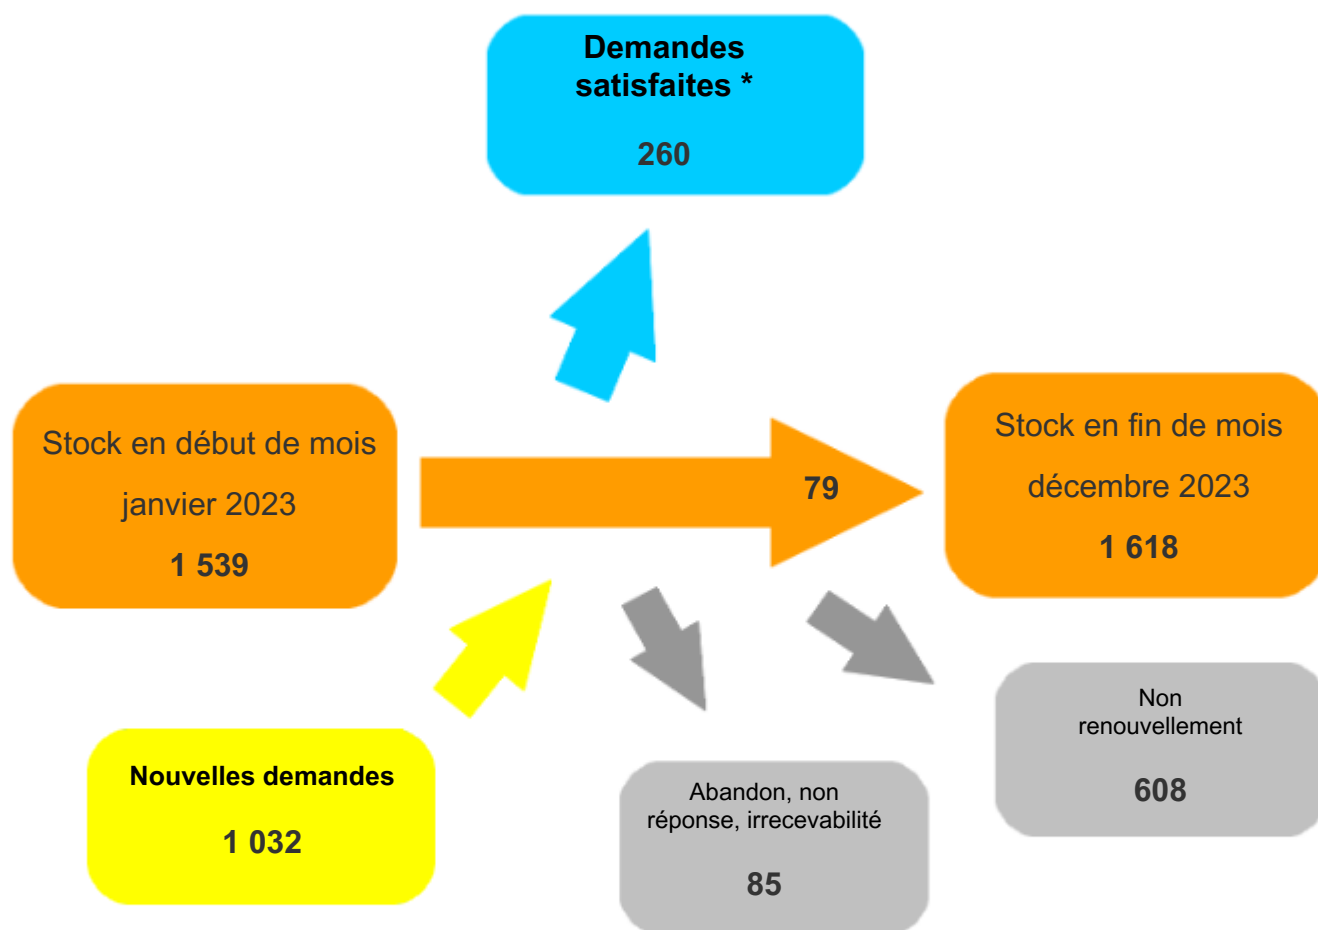 Demandes
satisfaites *
260
Stock en début de mois
janvier 2023
1 539
79
Stock en fin de mois
décembre 2023
1 618
Nouvelles demandes
1 032
Abandon, non
réponse, irrecevabilité
85
Non
renouvellement
608